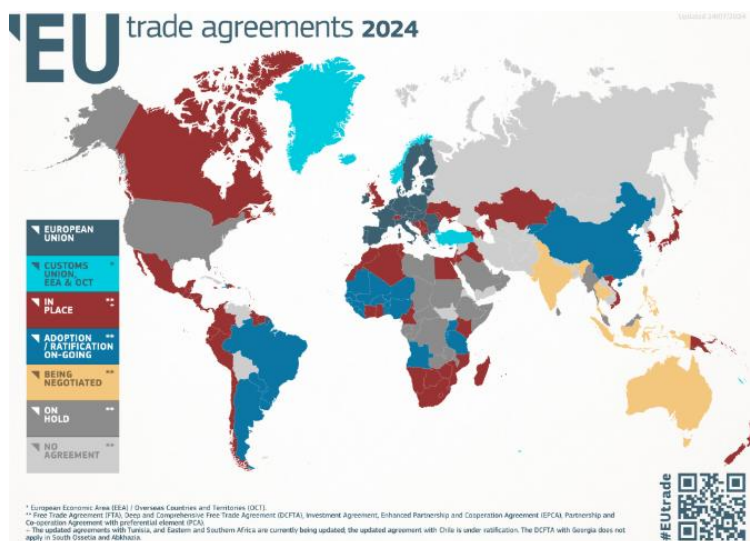 Updated 24/07/2024
EU trade agreements 2024
EUROPEAN
UNION
CUSTOMS *
UNION,
EEA & OCT
IN **
PLACE
ADOPTION **
/ RATIFICATION
ON-GOING
BEING **
NEGOTIATED
ON **
HOLD
NO **
AGREEMENT
#EUtrade
* European Economic Area (EEA) / Overseas Countries and Territories (OCT).
** Free Trade Agreement (FTA), Deep and Comprehensive Free Trade Agreement (DCFTA), Investment Agreement, Enhanced Partnership and Cooperation Agreement (EPCA), Partnership and
Co-operation Agreement with preferential element (PCA).
– The updated agreements with Tunisia, and Eastern and Southern Africa are currently being updated; the updated agreement with Chile is under ratification. The DCFTA with Georgia does not
apply in South Ossetia and Abkhazia.